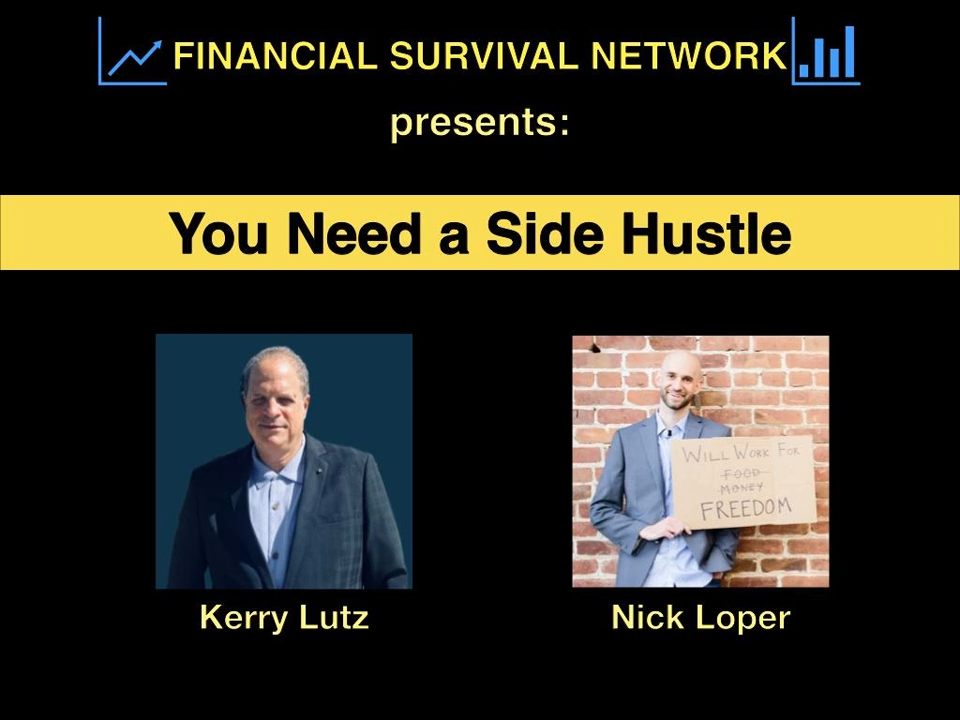 FINANCIAL SURVIVAL NETWORK
presents:
You Need a Side Hustle
WILL WORK FOR
FOOD
MONEY
FREEDOM
Kerry Lutz
Nick Loper